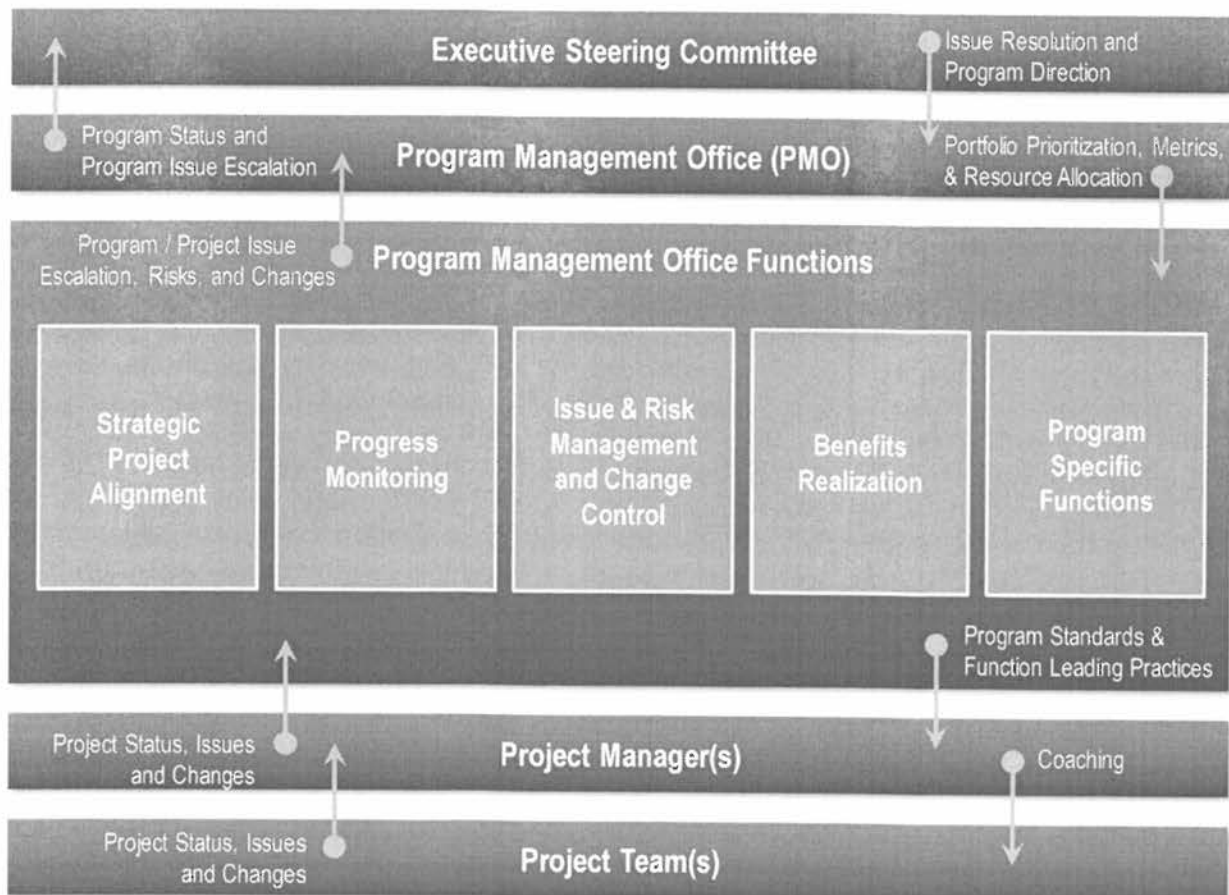 Executive Steering Committee
Issue Resolution and
Program Direction
Program Status and
Program Issue Escalation
Program Management Office (PMO)
Portfolio Prioritization, Metrics,
& Resource Allocation
Program / Project Issue
Escalation, Risks, and Changes
Program Management Office Functions
Strategic
Project
Alignment
Progress
Monitoring
Issue & Risk
Management
and Change
Control
Benefits
Realization
Program
Specific
Functions
Program Standards &
Function Leading Practices
Project Status, Issues
and Changes
Project Manager(s)
Coaching
Project Status, Issues
and Changes
Project Team(s)